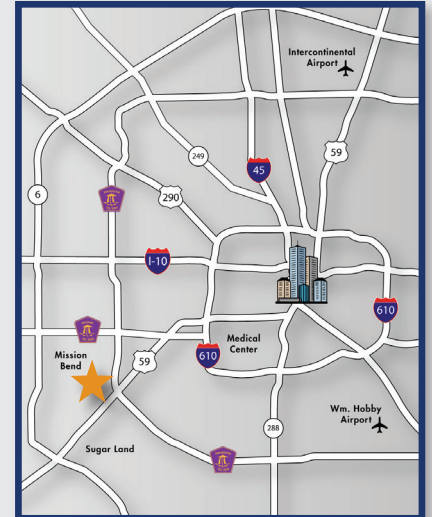 Intercontinental
Airport
59
249
45
6
290
I-10
610
Medical
Center
610
Mission
Bend
59
Wm. Hobby
Airport
288
Sugar Land